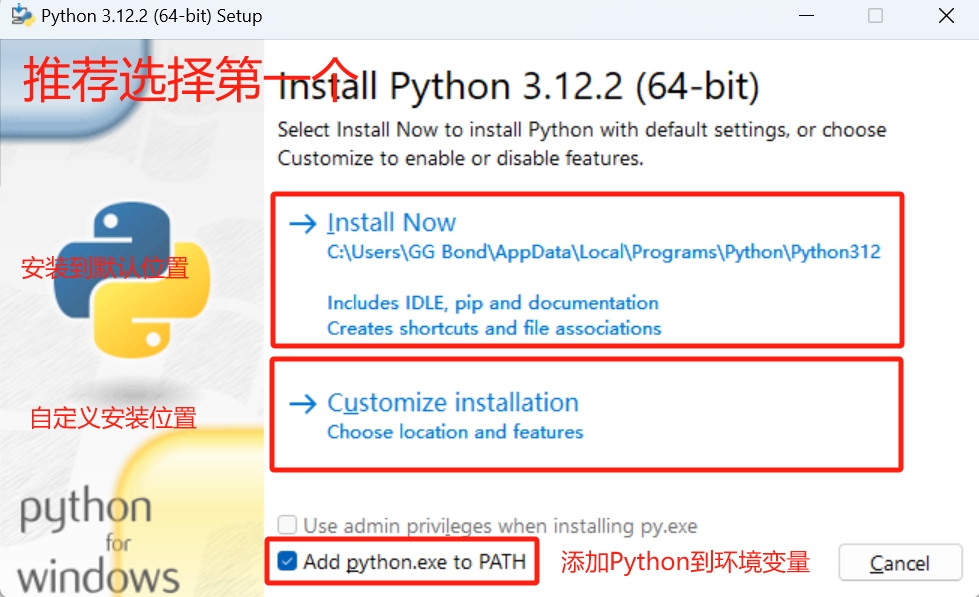 Python 3.12.2 (64-bit) Setup
推荐选择第一个
Install Python 3.12.2 (64-bit)
Select Install Now to install Python with default settings, or choose
Customize to enable or disable features.
Install Now
C:\Users\GG Bond\AppData\Local\Programs\Python\Python312
安装到默认位置
Includes IDLE, pip and documentation
Creates shortcuts and file associations
Customize installation
自定义安装位置
Choose location and features
python
for
windows
Use admin privileges when installing py.exe
Add python.exe to PATH
添加Python到环境变量
Cancel